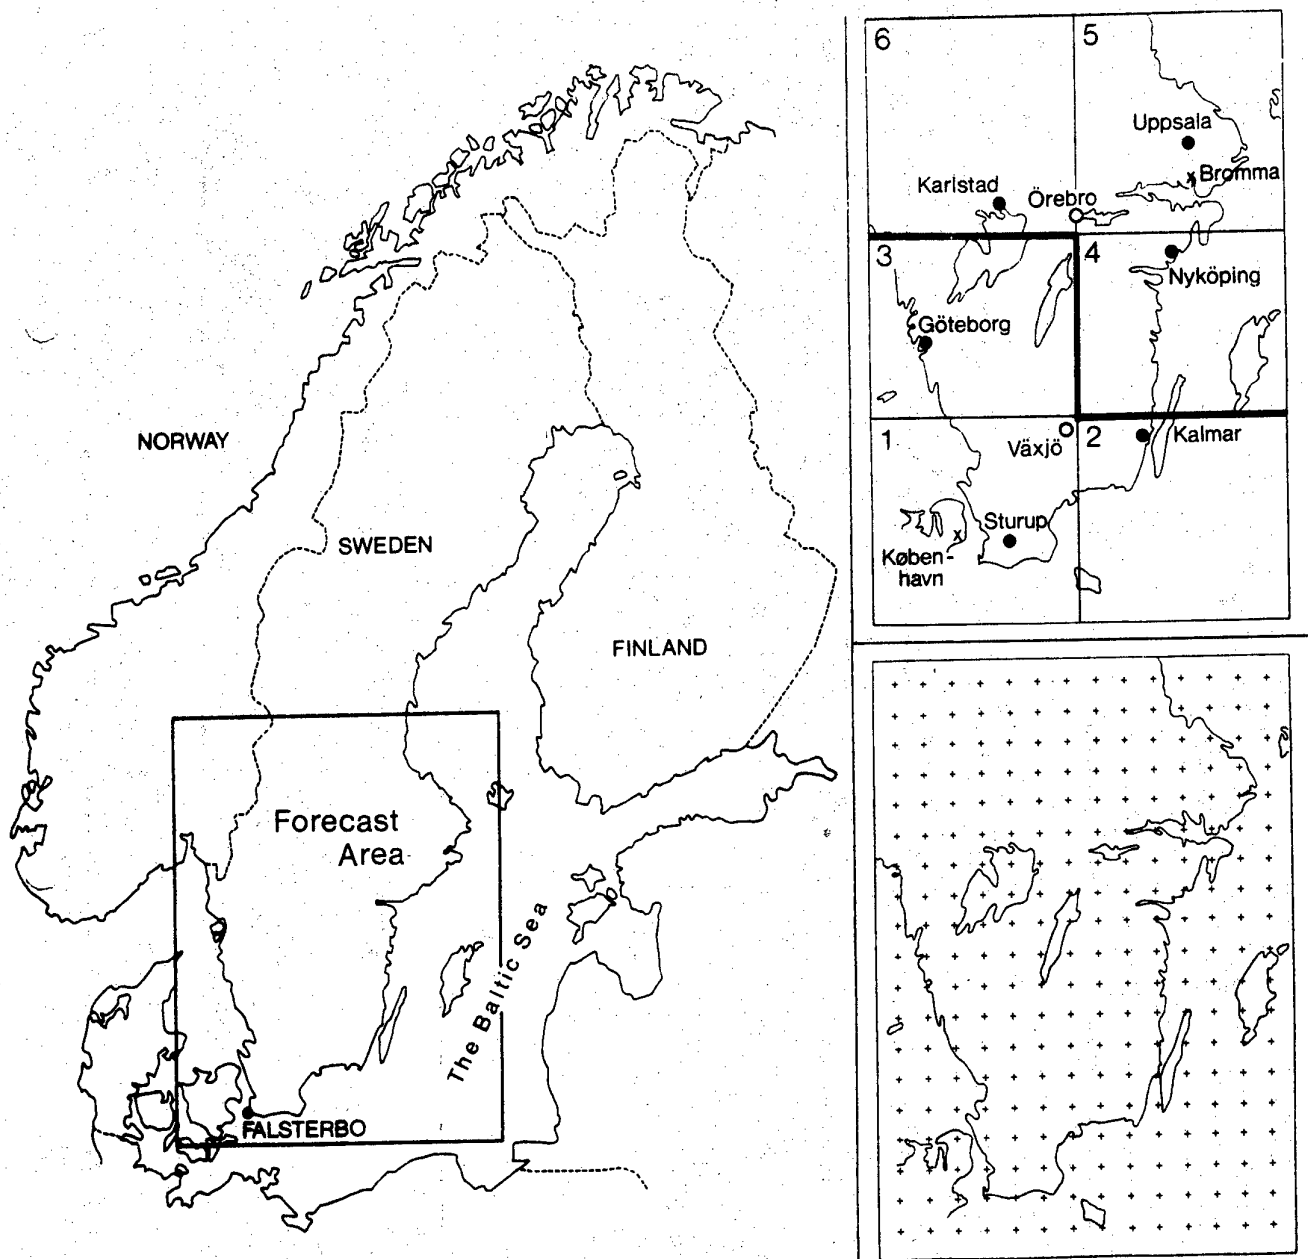 NORWAY
SWEDEN
FINLAND
Forecast
Area
The Baltic Sea
FALSTERBO
6
5
Uppsala
Bromma
Karlstad
Örebro
3
4
Nyköping
Göteborg
1
Växjö
2
Kalmar
Sturup
Køben-
havn